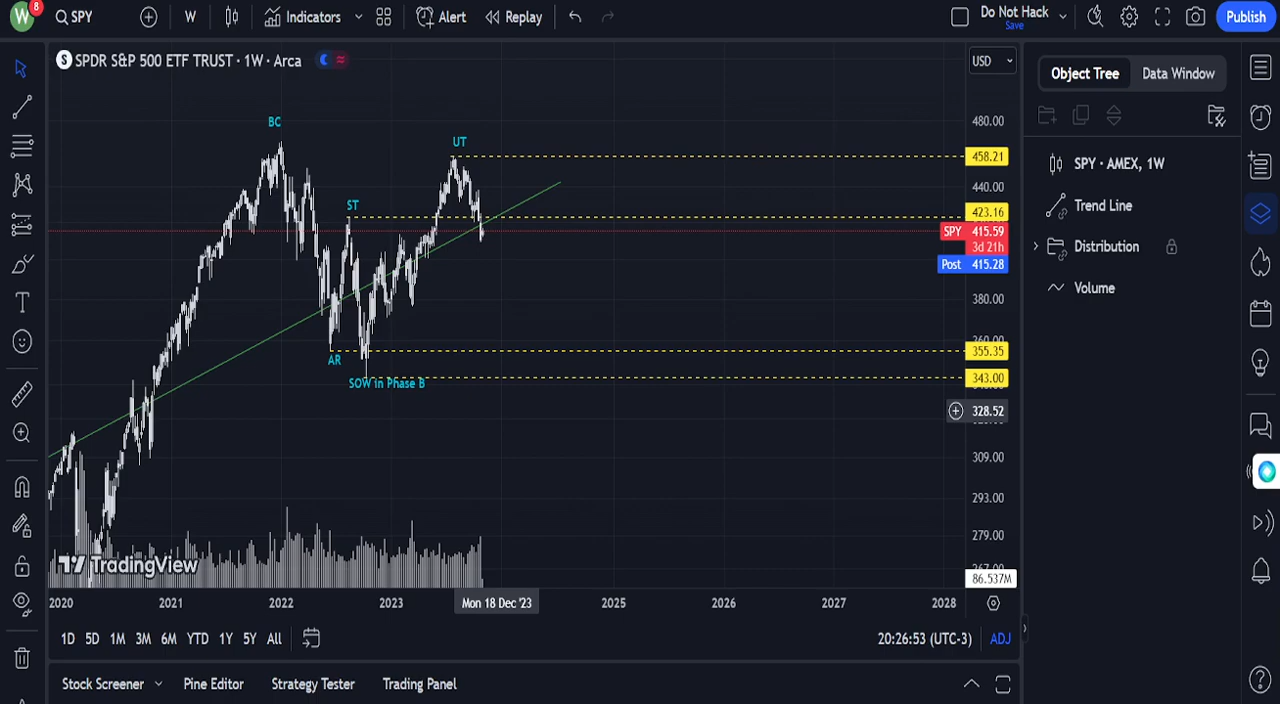 W 8 SPY W Indicators Alert Replay Do Not Hack Save Publish
S SPDR S&P 500 ETF TRUST · 1W · Arca USD
Object Tree Data Window
BC
480.00
UT
458.21
SPY · AMEX, 1W
440.00
ST
423.16
Trend Line
SPY 415.59
3d 21h
Distribution
Post 415.28
Volume
380.00
355.35
AR
343.00
SOW in Phase B
328.52
309.00
293.00
279.00
TradingView
267.00
86.537M
2020 2021 2022 2023 Mon 18 Dec '23 2025 2026 2027 2028
1D 5D 1M 3M 6M YTD 1Y 5Y All 20:26:53 (UTC-3) ADJ
Stock Screener Pine Editor Strategy Tester Trading Panel